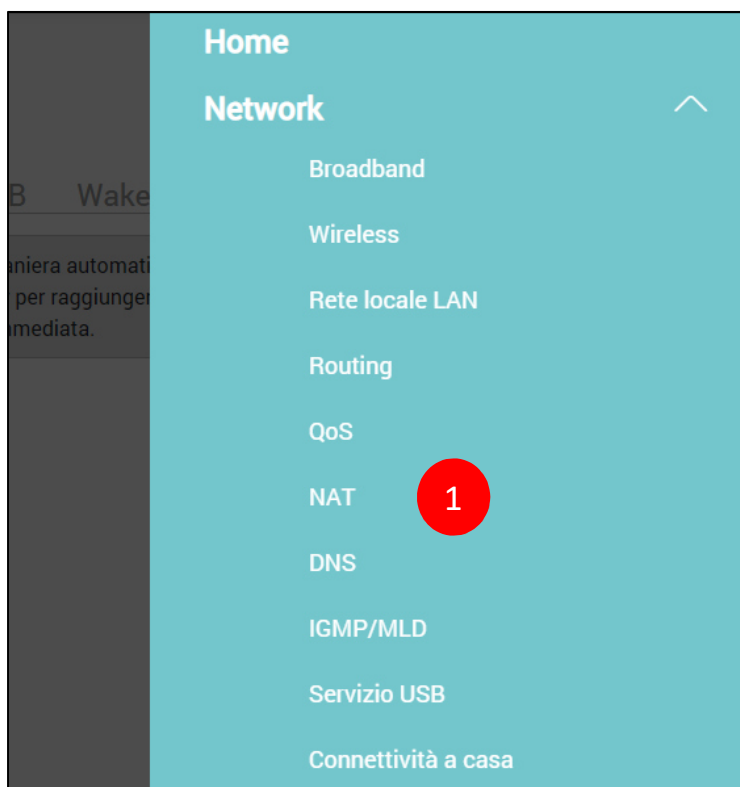 Home
Network
Broadband
B Wake
Wireless
aniera automati
per raggiunger
Rete locale LAN
mediata.
Routing
QoS
NAT 1
DNS
IGMP/MLD
Servizio USB
Connettività a casa